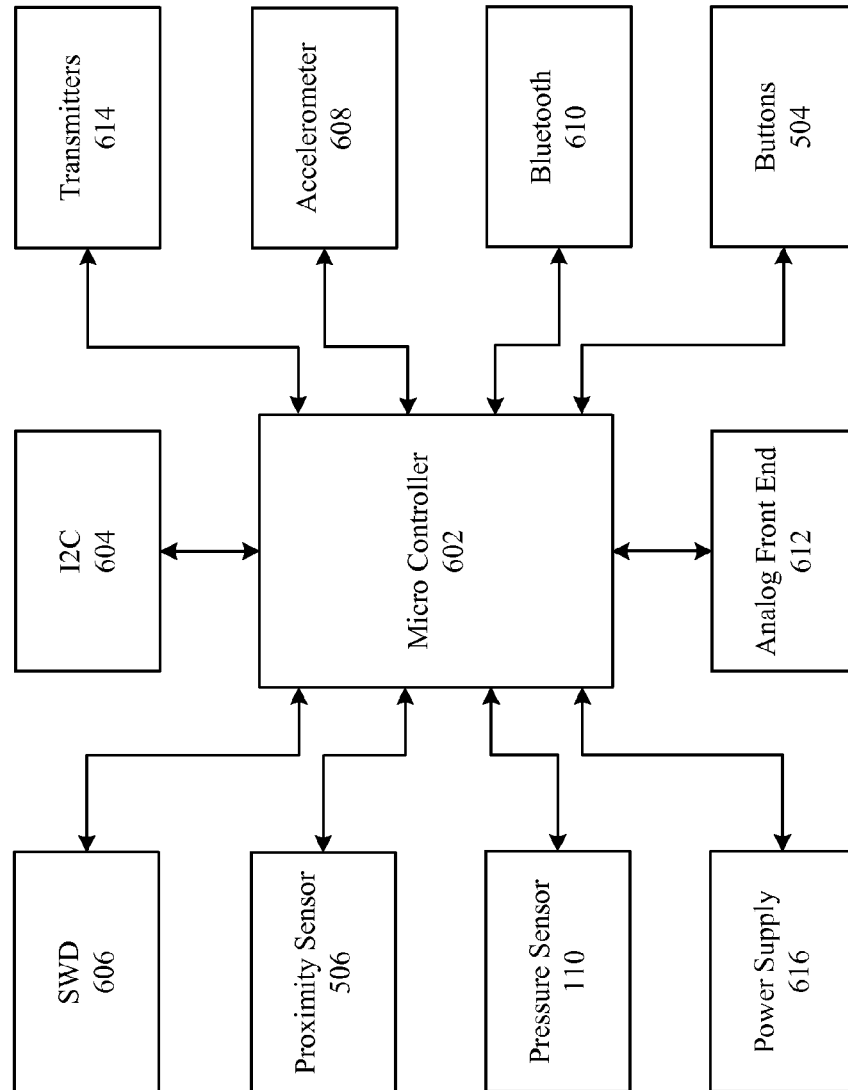 SWD
606
I2C
604
Transmitters
614
Proximity Sensor
506
Accelerometer
608
Micro Controller
602
Pressure Sensor
110
Bluetooth
610
Power Supply
616
Analog Front End
612
Buttons
504